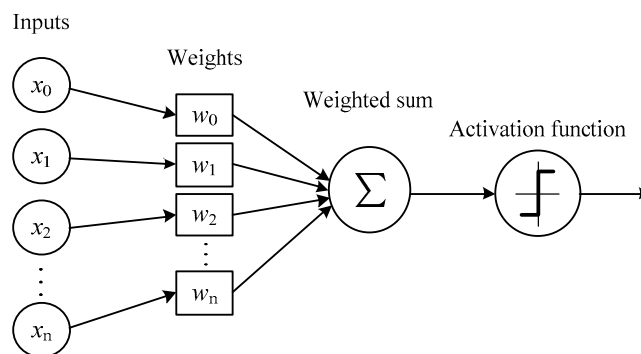 Inputs
Weights
Weighted sum
Activation function
x0
x1
x2
xn
w0
w1
w2
wn
Σ